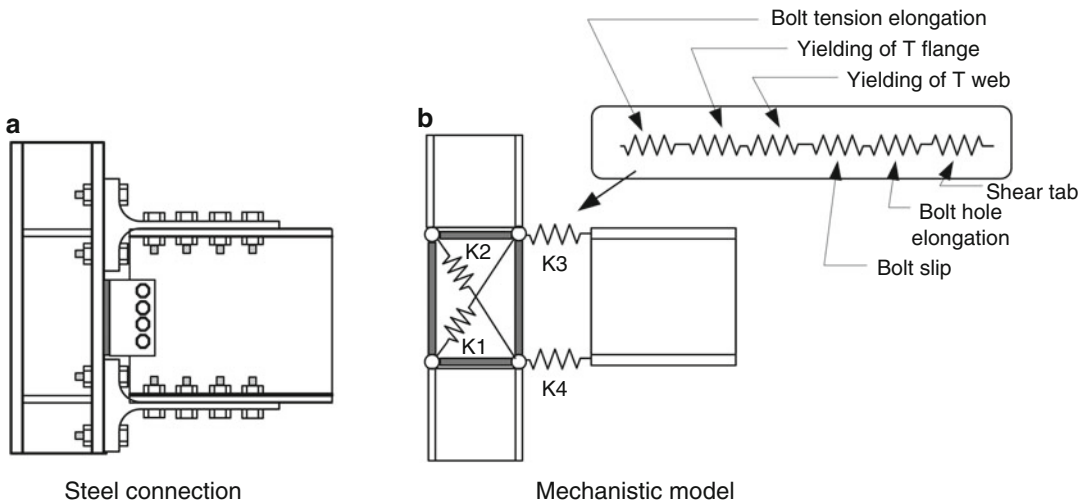 Bolt tension elongation
Yielding of T flange
Yielding of T web
a
b
Shear tab
Bolt hole
elongation
Bolt slip
K2
K3
K1
K4
Steel connection
Mechanistic model